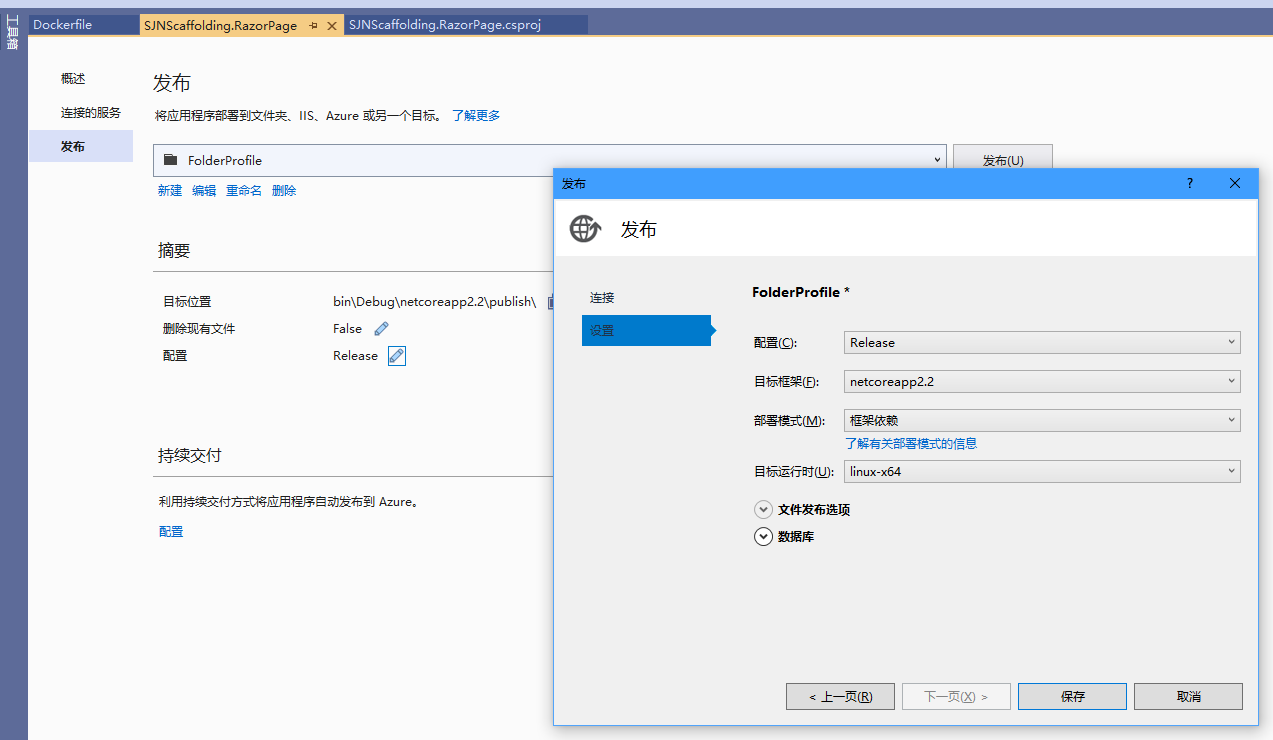 工具箱
Dockerfile
SJNScaffolding.RazorPage
SJNScaffolding.RazorPage.csproj
概述
连接的服务
发布
发布
将应用程序部署到文件夹、IIS、Azure 或另一个目标。 了解更多
FolderProfile
发布(U)
新建 编辑 重命名 删除
摘要
目标位置 bin\Debug\netcoreapp2.2\publish\
删除现有文件 False
配置 Release
持续交付
利用持续交付方式将应用程序自动发布到 Azure。
配置
发布 ?
发布
连接
设置
FolderProfile *
配置(C): Release
目标框架(F): netcoreapp2.2
部署模式(M): 框架依赖
了解有关部署模式的信息
目标运行时(U): linux-x64
文件发布选项
数据库
< 上一页(R) 下一页(X) > 保存 取消